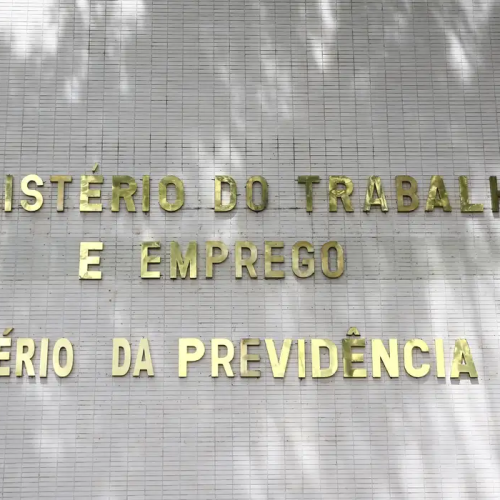 ISTÉRIO DO TRABALH
E EMPREGO
ÉRIO DA PREVIDÊNCIA